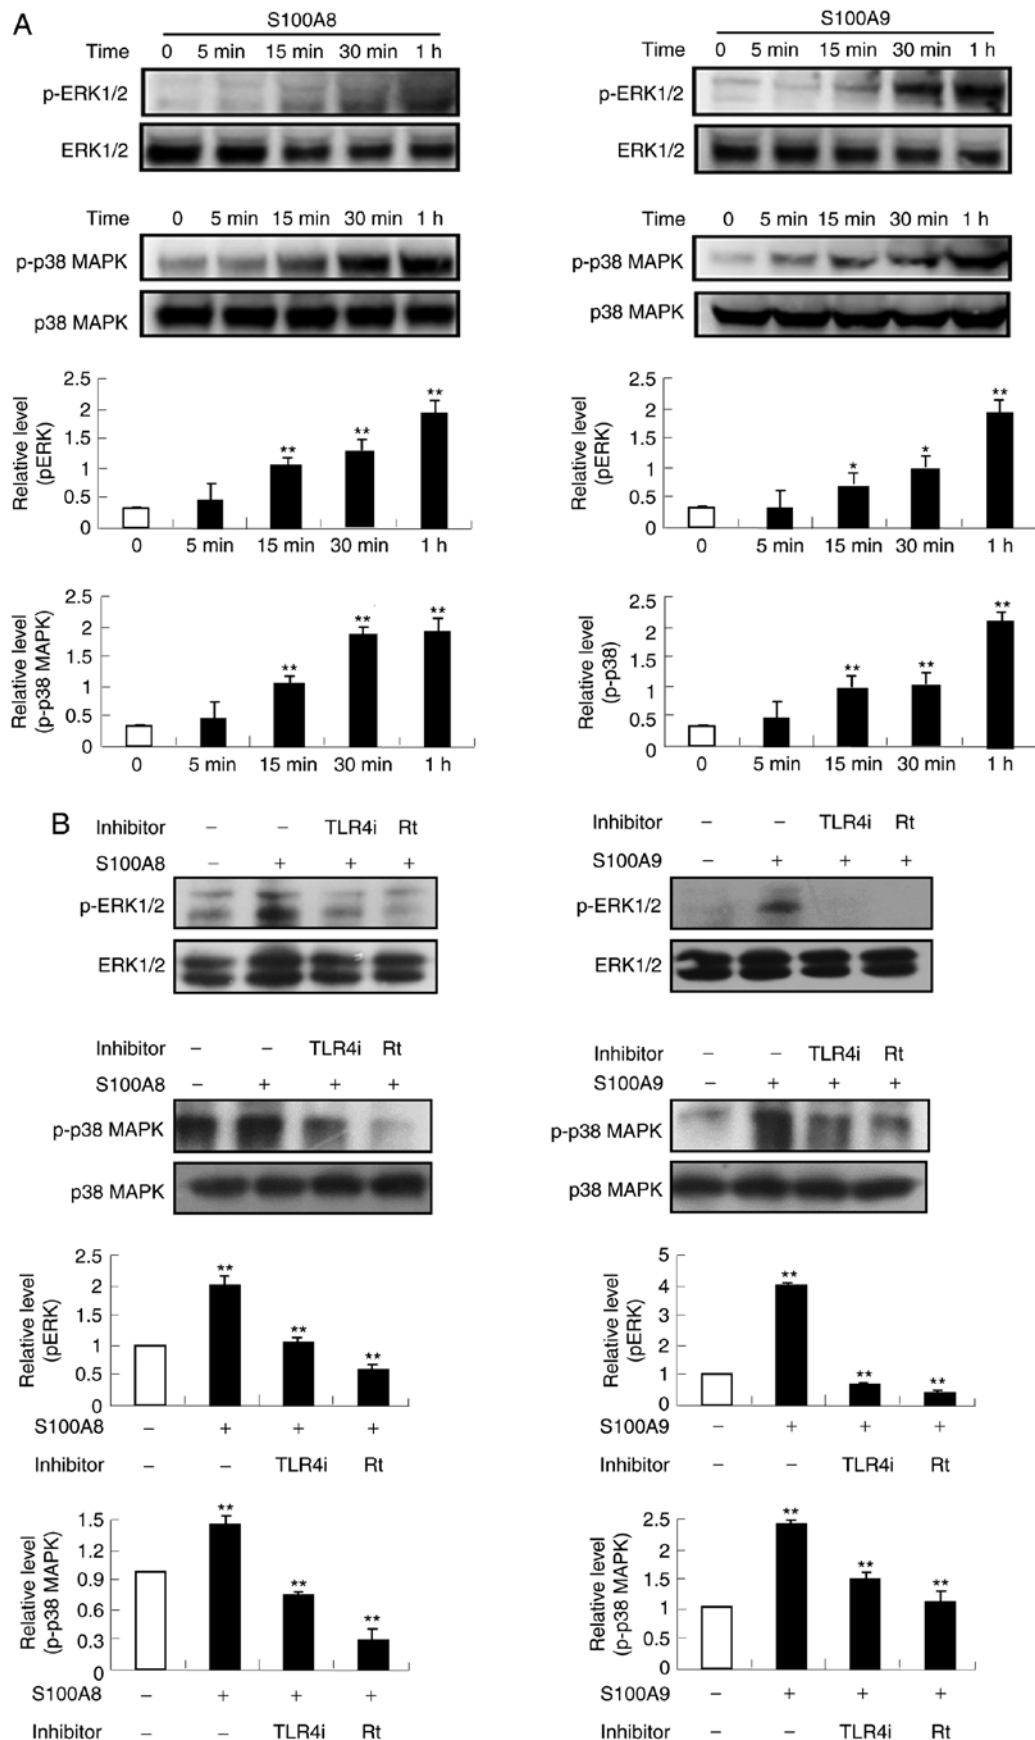 A
S100A8
Time 0 5 min 15 min 30 min 1 h
p-ERK1/2
ERK1/2
Time 0 5 min 15 min 30 min 1 h
p-p38 MAPK
p38 MAPK
Relative level
(pERK)
2.5
2
1.5
1
0.5
0
** ** **
0 5 min 15 min 30 min 1 h
Relative level
(p-p38 MAPK)
2.5
2
1.5
1
0.5
0
** ** **
0 5 min 15 min 30 min 1 h
S100A9
Time 0 5 min 15 min 30 min 1 h
p-ERK1/2
ERK1/2
Time 0 5 min 15 min 30 min 1 h
p-p38 MAPK
p38 MAPK
Relative level
(pERK)
2.5
2
1.5
1
0.5
0
* * **
0 5 min 15 min 30 min 1 h
Relative level
(p-p38)
2.5
2
1.5
1
0.5
0
** ** **
0 5 min 15 min 30 min 1 h
B
Inhibitor – – TLR4i Rt
S100A8 – + + +
p-ERK1/2
ERK1/2
Inhibitor – – TLR4i Rt
S100A8 – + + +
p-p38 MAPK
p38 MAPK
Relative level
(pERK)
2.5
2
1.5
1
0.5
0
** ** **
S100A8 – + + +
Inhibitor – – TLR4i Rt
Relative level
(p-p38 MAPK)
1.5
1.2
0.9
0.6
0.3
0
** ** **
S100A8 – + + +
Inhibitor – – TLR4i Rt
Inhibitor – – TLR4i Rt
S100A9 – + + +
p-ERK1/2
ERK1/2
Inhibitor – – TLR4i Rt
S100A9 – + + +
p-p38 MAPK
p38 MAPK
Relative level
(pERK)
5
4
3
2
1
0
** ** **
S100A9 – + + +
Inhibitor – – TLR4i Rt
Relative level
(p-p38 MAPK)
2.5
2
1.5
1
0.5
0
** ** **
S100A9 – + + +
Inhibitor – – TLR4i Rt